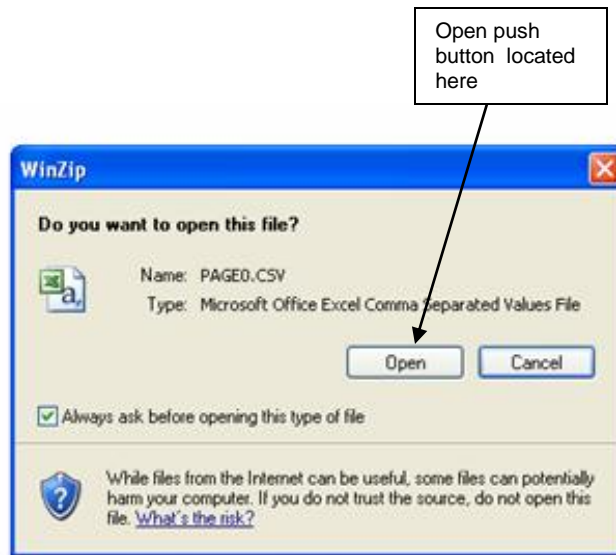 Open push
button located
here
WinZip
Do you want to open this file?
Name: PAGE0.CSV
Type: Microsoft Office Excel Comma Separated Values File
Open Cancel
Always ask before opening this type of file
While files from the Internet can be useful, some files can potentially
harm your computer. If you do not trust the source, do not open this
file. What's the risk?